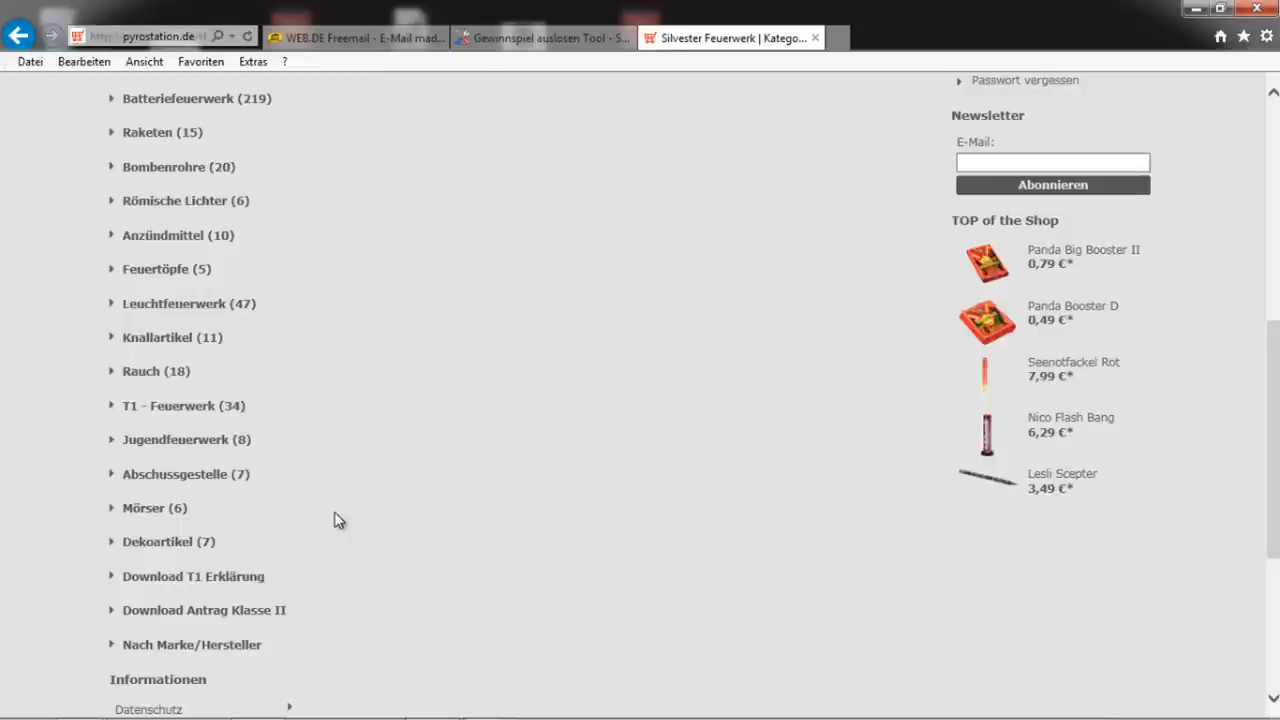 https://pyrostation.de/
WEB.DE Freemail - E-Mail mad...
Gewinnspiel auslosen Tool - S...
Silvester Feuerwerk | Katego...
Datei Bearbeiten Ansicht Favoriten Extras ?
Batteriefeuerwerk (219)
Raketen (15)
Bombenrohre (20)
Römische Lichter (6)
Anzündmittel (10)
Feuertöpfe (5)
Leuchtfeuerwerk (47)
Knallartikel (11)
Rauch (18)
T1 - Feuerwerk (34)
Jugendfeuerwerk (8)
Abschussgestelle (7)
Mörser (6)
Dekoartikel (7)
Download T1 Erklärung
Download Antrag Klasse II
Nach Marke/Hersteller
Informationen
Datenschutz
Passwort vergessen
Newsletter
E-Mail:
Abonnieren
TOP of the Shop
Panda Big Booster II
0,79 €*
Panda Booster D
0,49 €*
Seenotfackel Rot
7,99 €*
Nico Flash Bang
6,29 €*
Lesli Scepter
3,49 €*